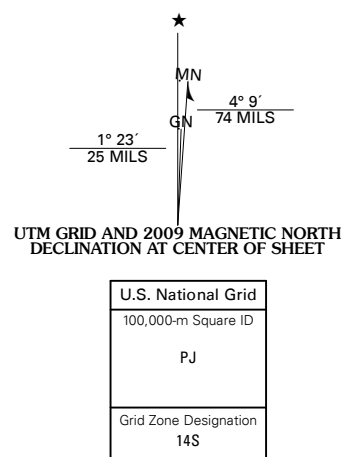 ★
MN
4° 9´
74 MILS
GN
1° 23´
25 MILS
UTM GRID AND 2009 MAGNETIC NORTH
DECLINATION AT CENTER OF SHEET
U.S. National Grid
100,000-m Square ID
PJ
Grid Zone Designation
14S